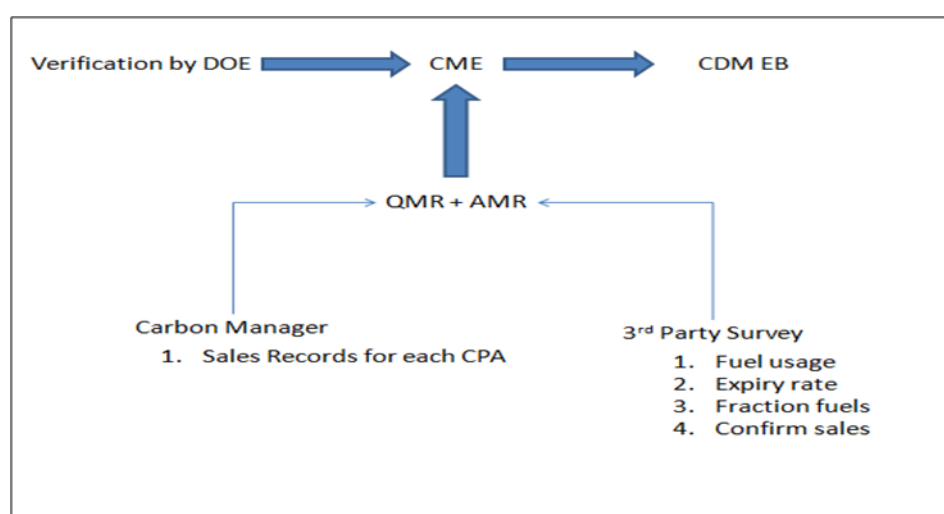 Verification by DOE
CME
CDM EB
QMR + AMR
Carbon Manager
1. Sales Records for each CPA
3rd Party Survey
1. Fuel usage
2. Expiry rate
3. Fraction fuels
4. Confirm sales